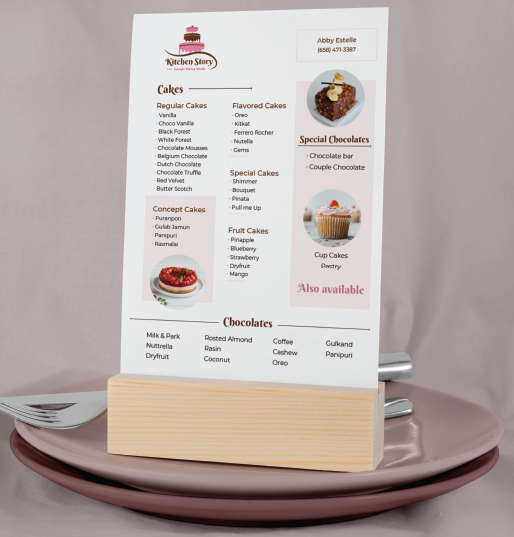 Kitchen Story
Abby Estelle
(658) 471-3387
Cakes
Regular Cakes
· Vanilla
· Choco Vanilla
· Black Forest
· White Forest
· Chocolate Mousses
· Belgium Chocolate
· Dutch Chocolate
· Chocolate Truffle
· Red Velvet
· Butter Scotch
Concept Cakes
· Puranpori
· Gulab Jamun
· Panipuri
· Rasmalai
Flavored Cakes
· Oreo
· Kitkat
· Ferrero Rocher
· Nutella
· Gems
Special Cakes
· Shimmer
· Bouquet
· Pinata
· Pull me Up
Fruit Cakes
· Pinapple
· Blueberry
· Strawberry
· Dryfruit
· Mango
Special Chocolates
· Chocolate bar
· Couple Chocolate
Cup Cakes
Pastry
Also available
Chocolates
Milk & Park
Nuttrella
Dryfruit
Rosted Almond
Rasin
Coconut
Coffee
Cashew
Oreo
Gulkand
Panipuri